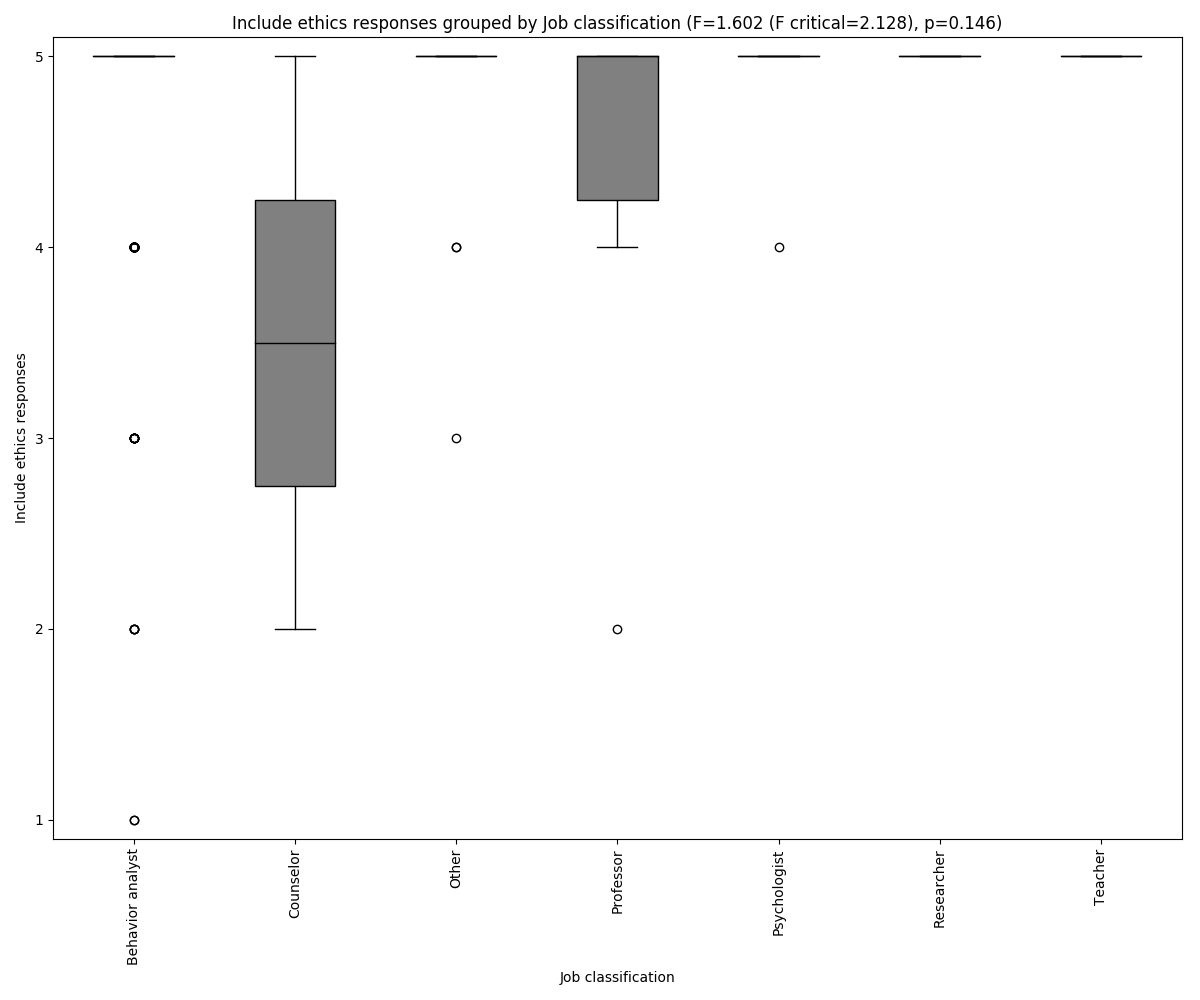 Include ethics responses grouped by Job classification (F=1.602 (F critical=2.128), p=0.146)
Include ethics responses
5
4
3
2
1
Behavior analyst
Counselor
Other
Professor
Psychologist
Researcher
Teacher
Job classification